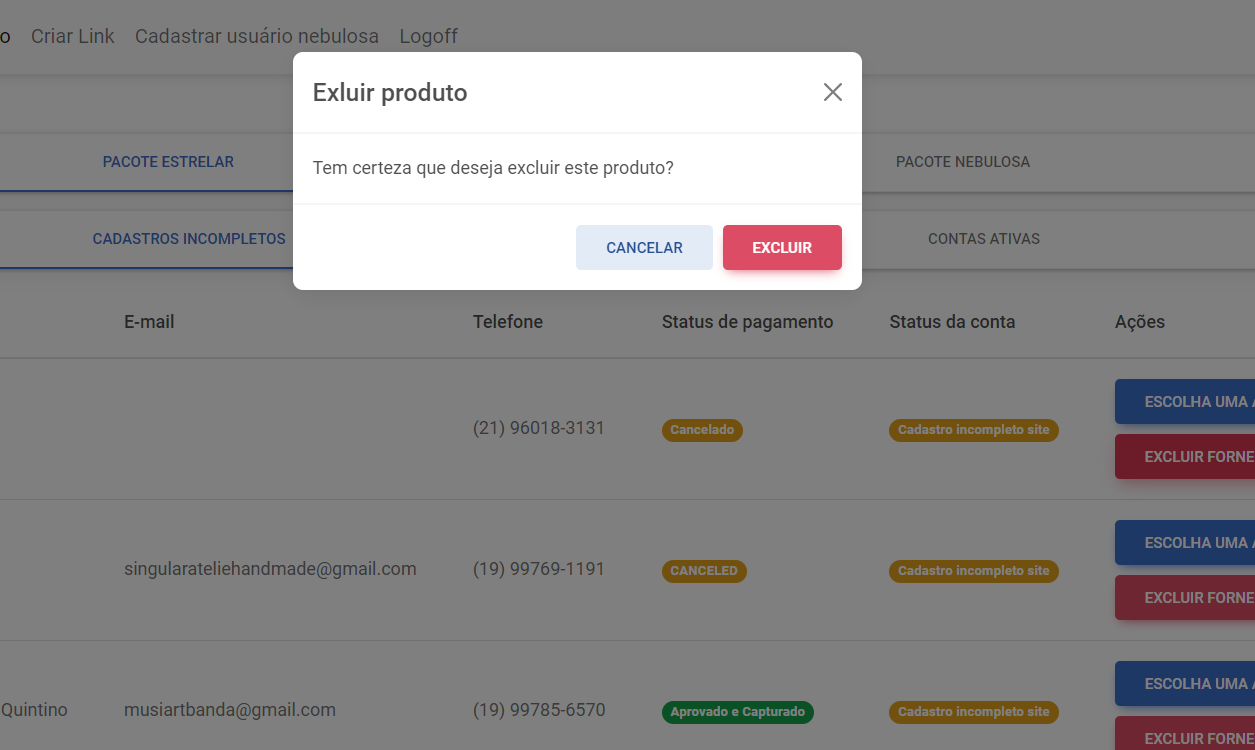 o Criar Link Cadastrar usuário nebulosa Logoff
Exluir produto
Tem certeza que deseja excluir este produto?
CANCELAR EXCLUIR
PACOTE ESTRELAR PACOTE NEBULOSA
CADASTROS INCOMPLETOS CONTAS ATIVAS
E-mail Telefone Status de pagamento Status da conta Ações
(21) 96018-3131 Cancelado Cadastro incompleto site
ESCOLHA UMA A
EXCLUIR FORNE
singularateliehandmade@gmail.com (19) 99769-1191 CANCELED Cadastro incompleto site
ESCOLHA UMA A
EXCLUIR FORNE
Quintino musiartbanda@gmail.com (19) 99785-6570 Aprovado e Capturado Cadastro incompleto site
ESCOLHA UMA A
EXCLUIR FORNE